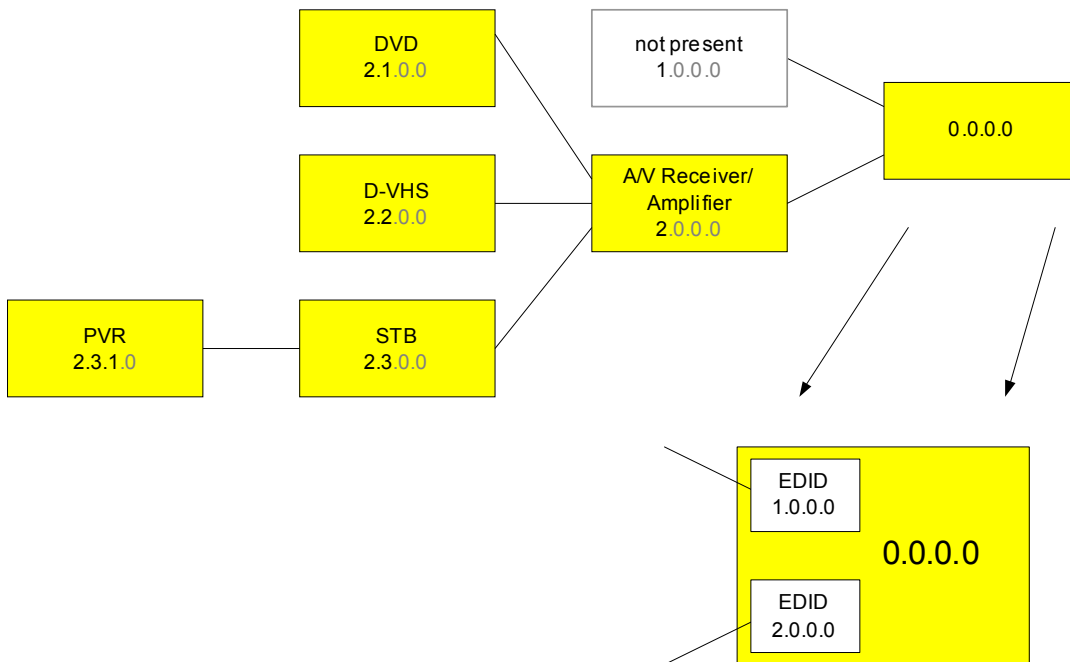 DVD
2.1.0.0
not present
1.0.0.0
0.0.0.0
D-VHS
2.2.0.0
A/V Receiver/
Amplifier
2.0.0.0
PVR
2.3.1.0
STB
2.3.0.0
EDID
1.0.0.0
0.0.0.0
EDID
2.0.0.0